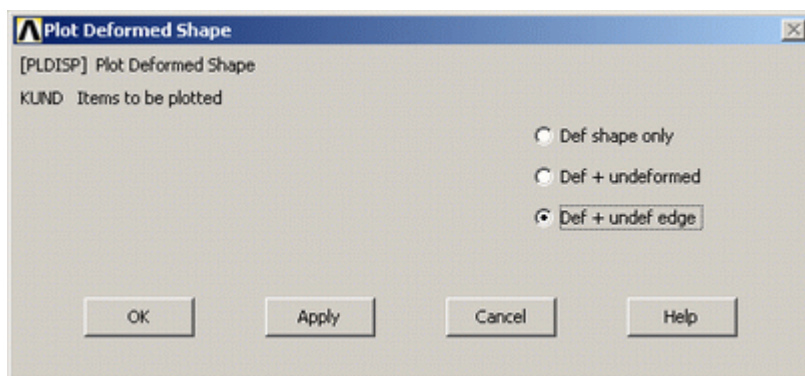 Plot Deformed Shape
[PLDISP] Plot Deformed Shape
KUND Items to be plotted
Def shape only
Def + undeformed
Def + undef edge
OK Apply Cancel Help